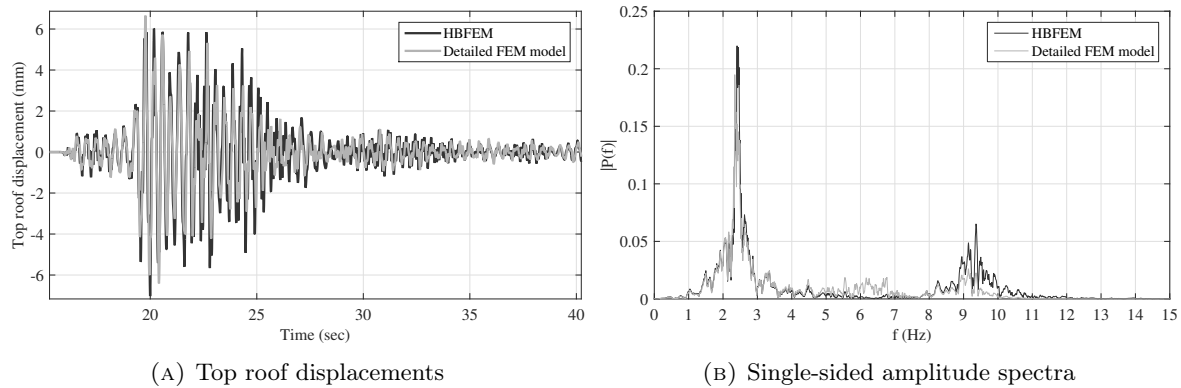 6
4
2
0
-2
-4
-6
20
25
30
35
40
Top roof displacement (mm)
Time (sec)
HBFEM
Detailed FEM model
(A) Top roof displacements
0.25
0.2
0.15
0.1
0.05
0
0 1 2 3 4 5 6 7 8 9 10 11 12 13 14 15
|P(f)|
f (Hz)
HBFEM
Detailed FEM model
(B) Single-sided amplitude spectra